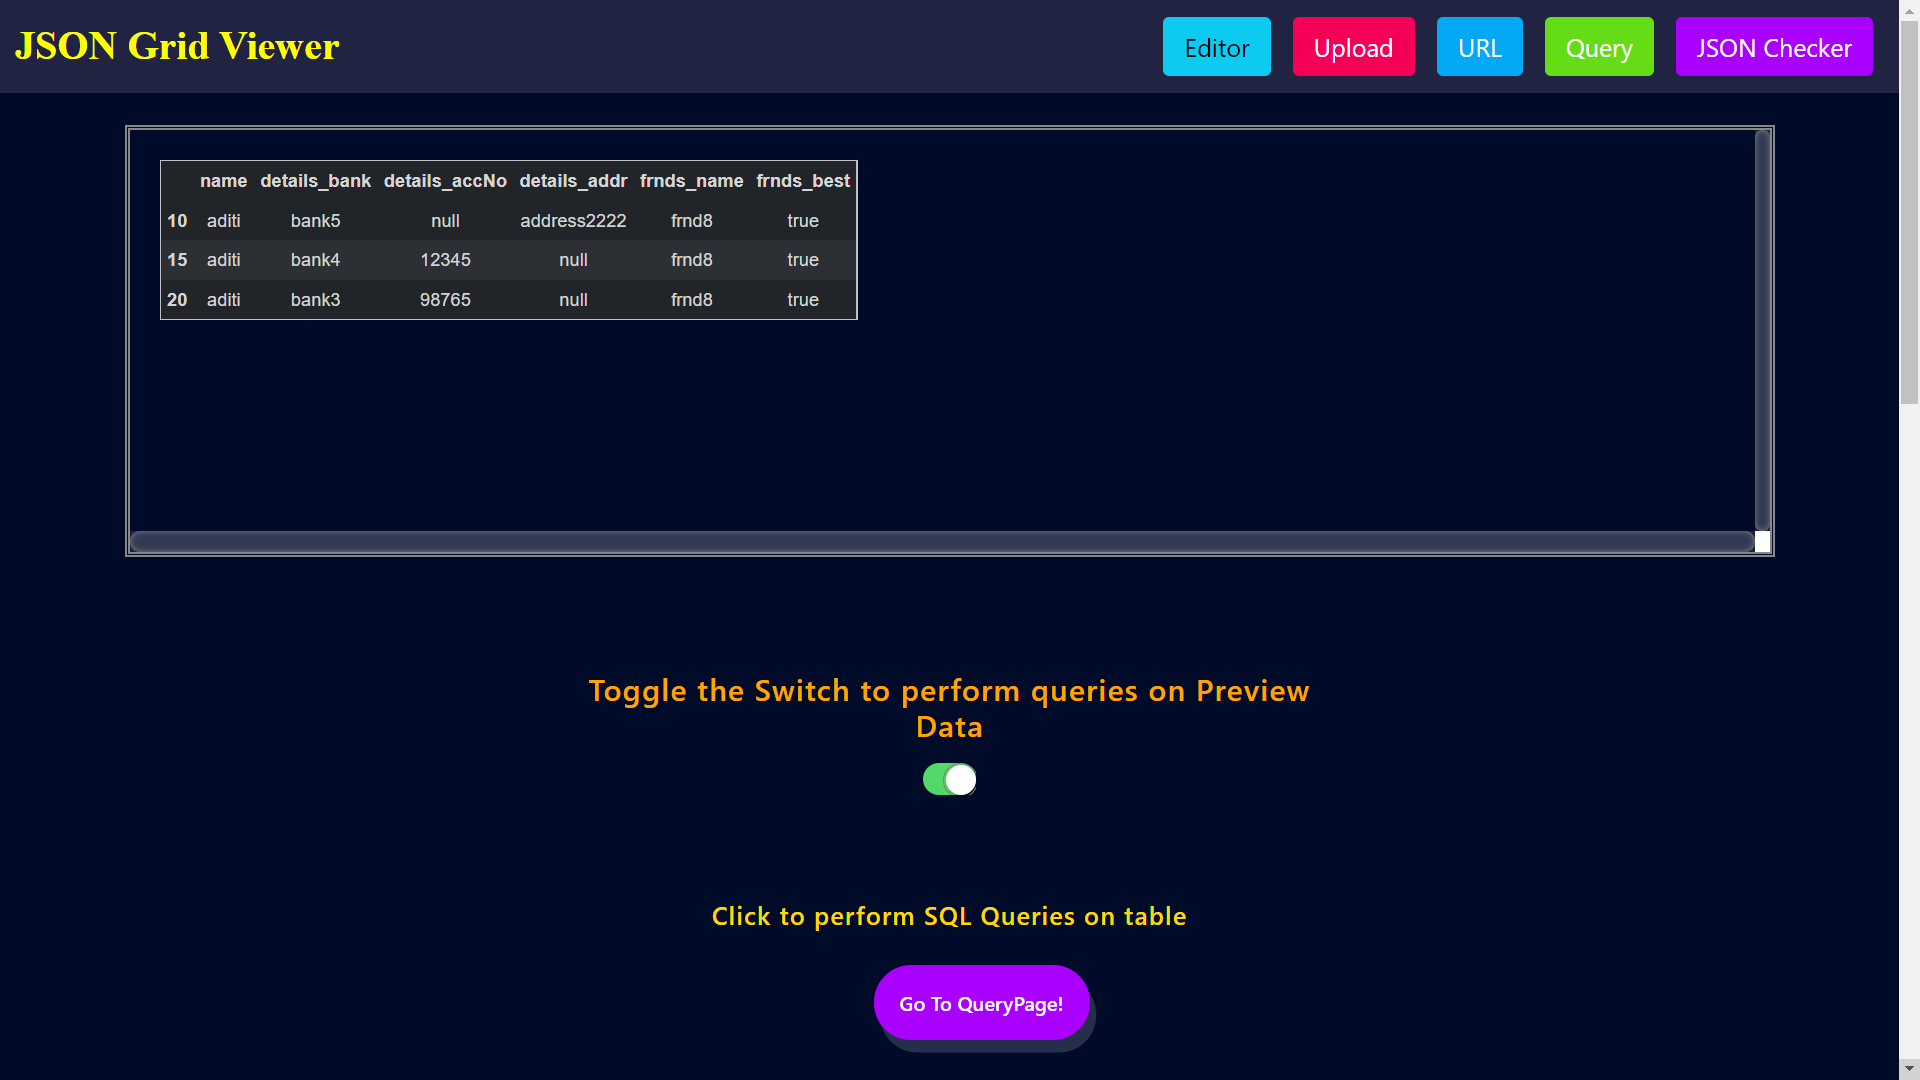 JSON Grid Viewer
Editor Upload URL Query JSON Checker
name details_bank details_accNo details_addr frnds_name frnds_best
10 aditi bank5 null address2222 frnd8 true
15 aditi bank4 12345 null frnd8 true
20 aditi bank3 98765 null frnd8 true
Toggle the Switch to perform queries on Preview
Data
Click to perform SQL Queries on table
Go To QueryPage!